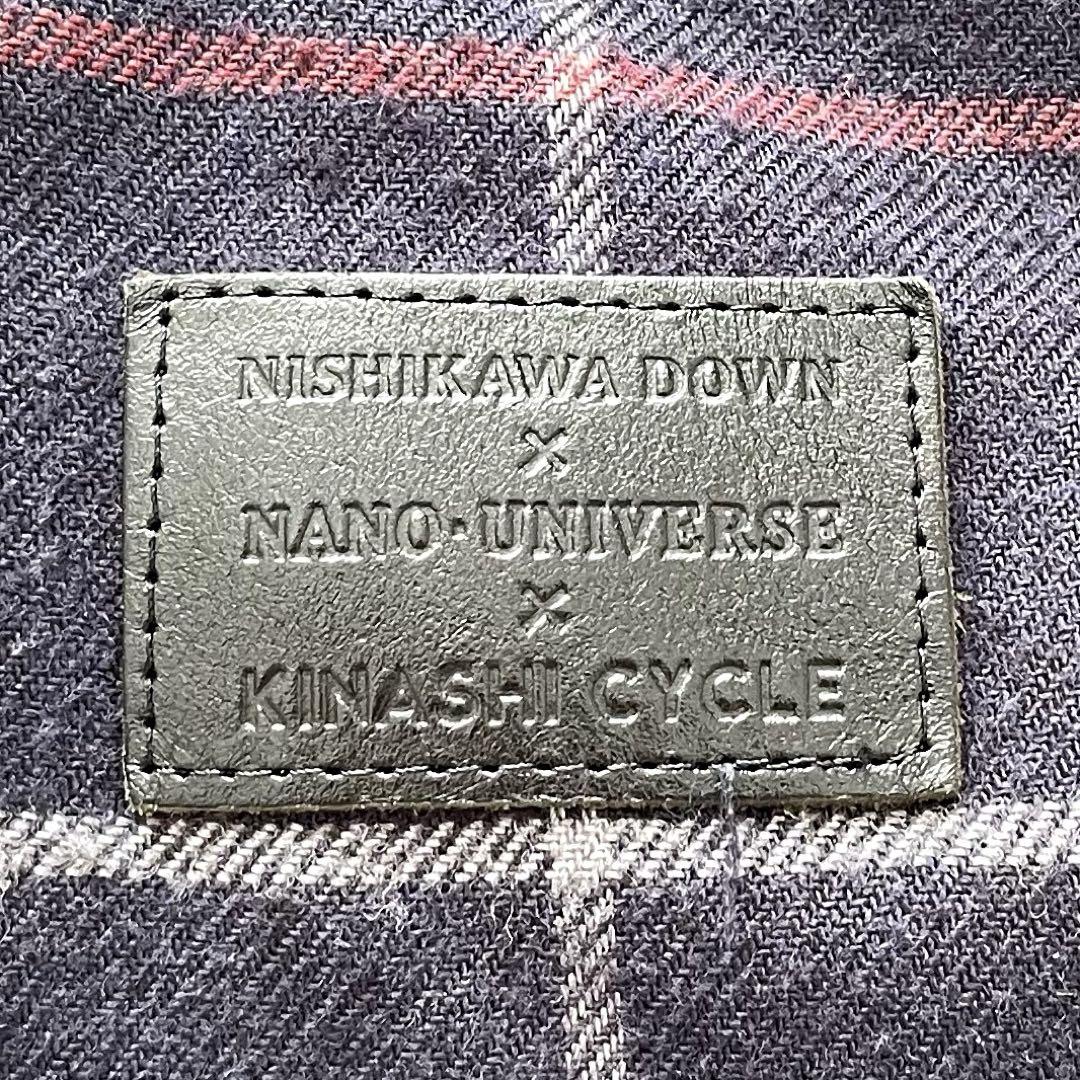 NISHIKAWA DOWN
×
NANO·UNIVERSE
×
KINASHI CYCLE